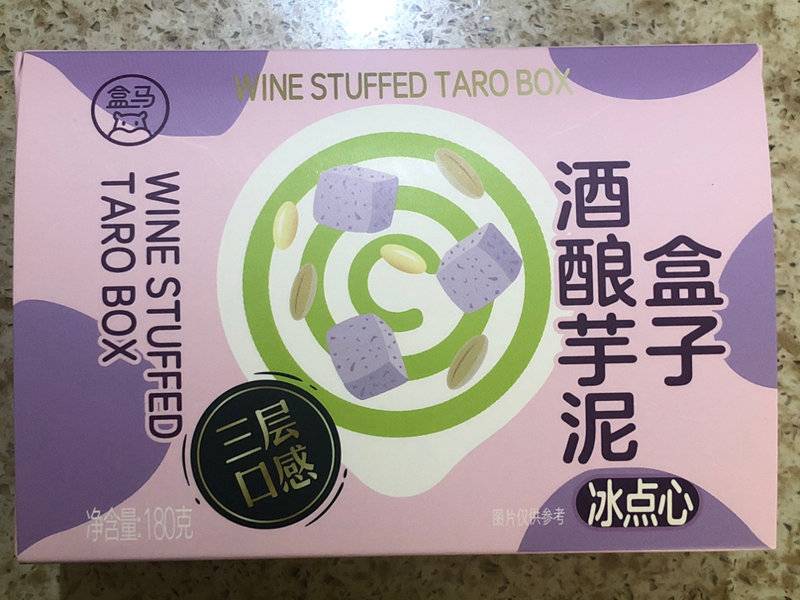 WINE STUFFED TARO BOX
盒马
WINE STUFFED
TARO BOX
酒酿芋泥
盒子
三层
口感
冰点心
净含量:180克
图片仅供参考